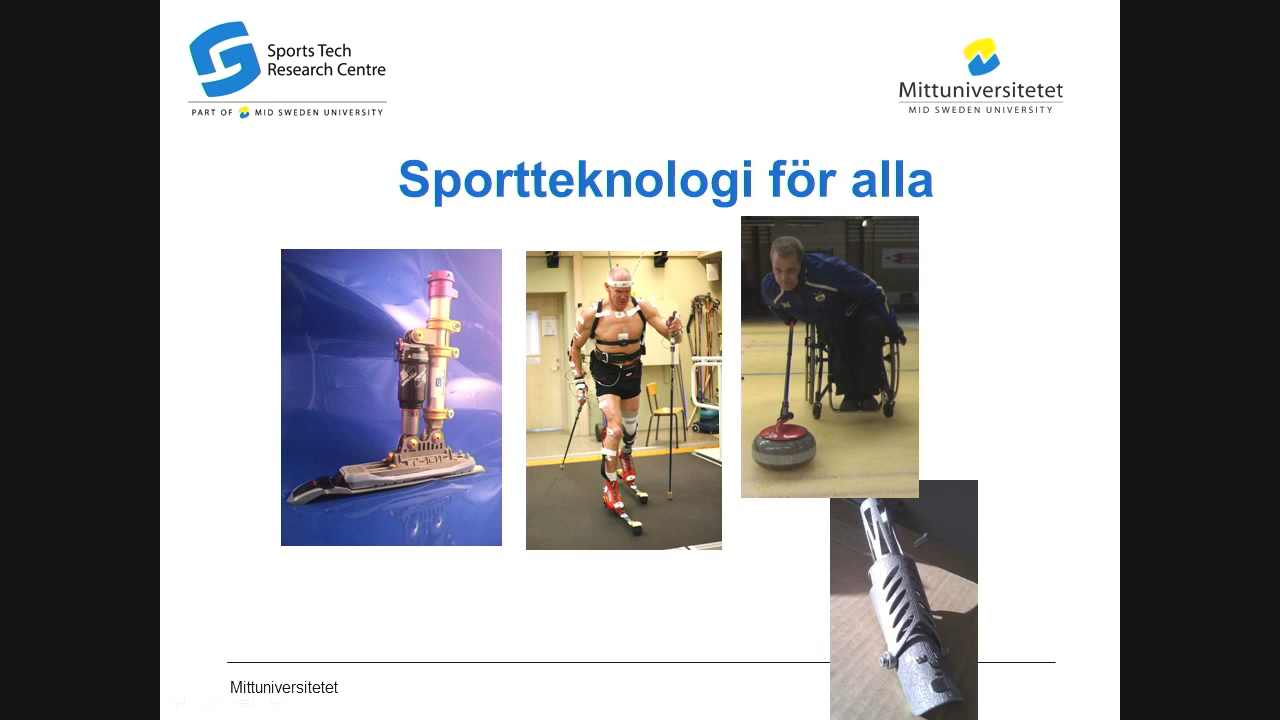 Sports Tech
Research Centre
PART OF MID SWEDEN UNIVERSITY
Mittuniversitetet
MID SWEDEN UNIVERSITY
Sportteknologi för alla
Mittuniversitetet